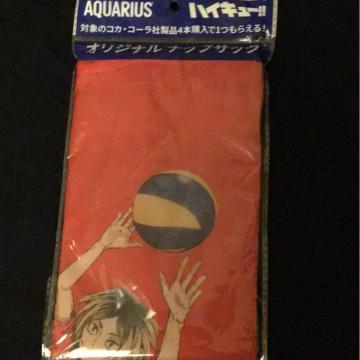 AQUARIUS ハイキュー!!
対象のコカ・コーラ社製品4本購入で1つもらえる!
オリジナル ナップサック